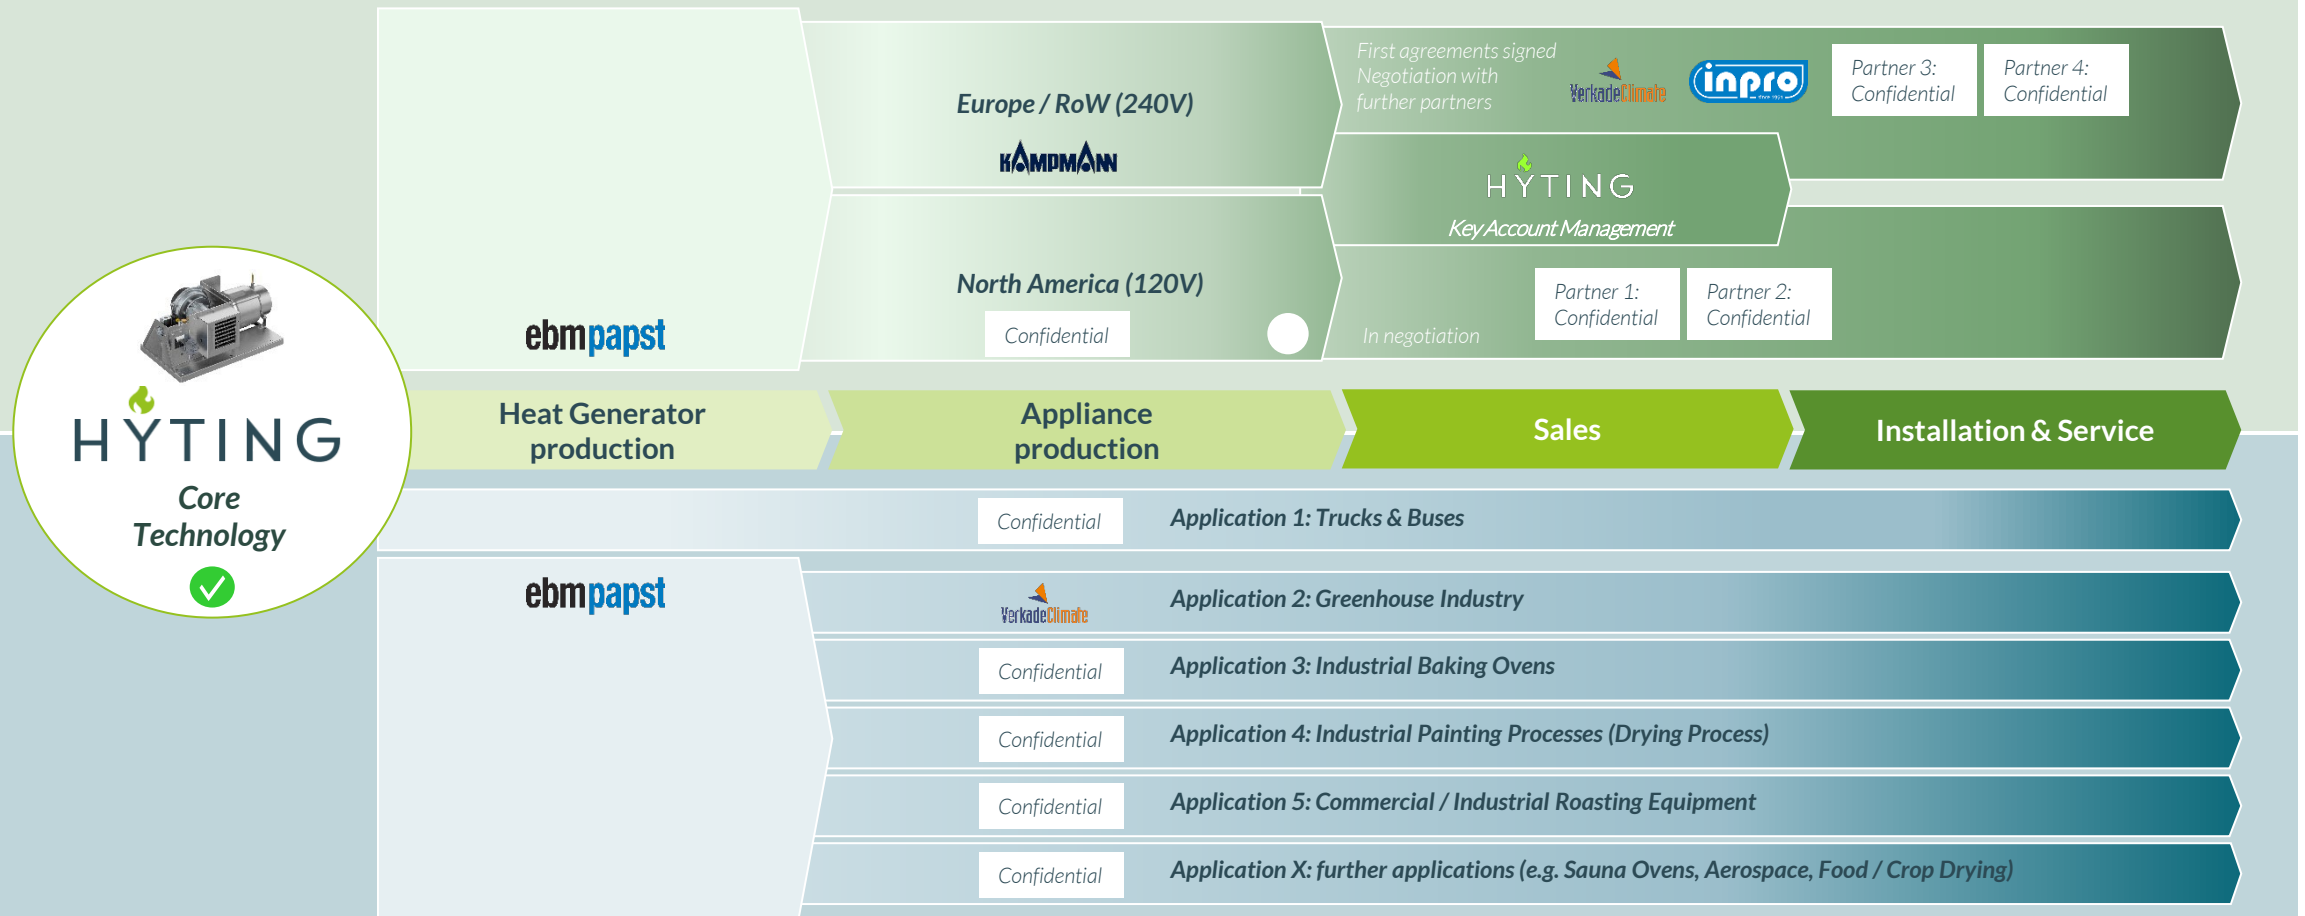 First agreements signed
Negotiation with
further partners
VerkadeClimate
inpro
Partner 3:
Confidential
Partner 4:
Confidential
Europe / RoW (240V)
KAMPMANN
HYTING
Key Account Management
North America (120V)
Confidential
Partner 1:
Confidential
Partner 2:
Confidential
In negotiation
ebmpapst
HYTING
Core
Technology
Heat Generator
production
Appliance
production
Sales
Installation & Service
Confidential
Application 1: Trucks & Buses
ebmpapst
VerkadeClimate
Application 2: Greenhouse Industry
Confidential
Application 3: Industrial Baking Ovens
Confidential
Application 4: Industrial Painting Processes (Drying Process)
Confidential
Application 5: Commercial / Industrial Roasting Equipment
Confidential
Application X: further applications (e.g. Sauna Ovens, Aerospace, Food / Crop Drying)